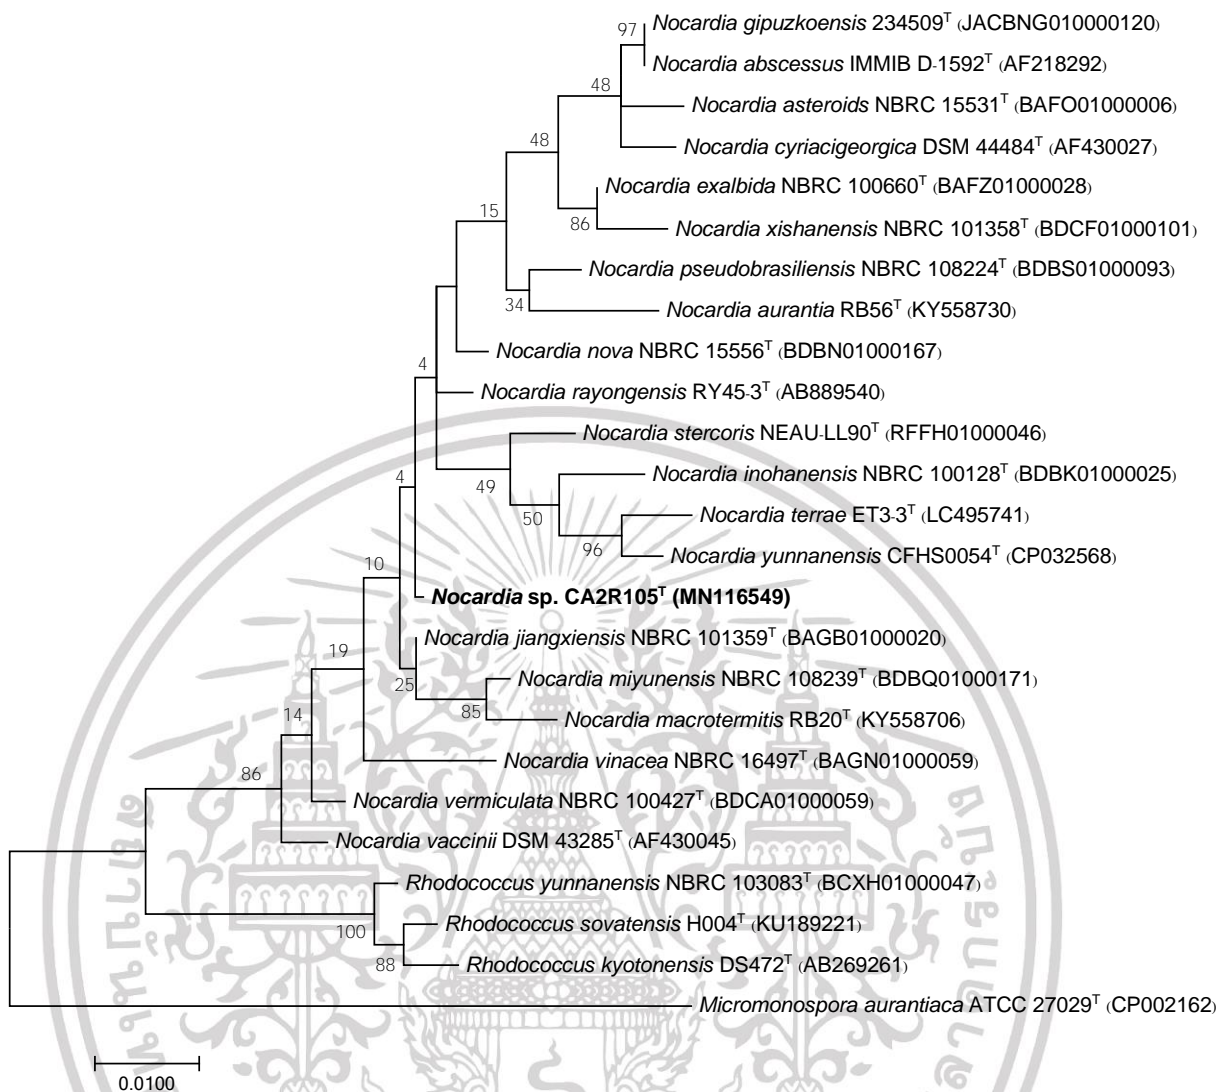 Nocardia gipuzkoensis 234509ᵀ (JACBNG010000120)
97
Nocardia abscessus IMMIB D-1592ᵀ (AF218292)
48
Nocardia asteroids NBRC 15531ᵀ (BAFO01000006)
48
Nocardia cyriacigeorgica DSM 44484ᵀ (AF430027)
Nocardia exalbida NBRC 100660ᵀ (BAFZ01000028)
15
86
Nocardia xishanensis NBRC 101358ᵀ (BDCF01000101)
Nocardia pseudobrasiliensis NBRC 108224ᵀ (BDBS01000093)
34
Nocardia aurantia RB56ᵀ (KY558730)
Nocardia nova NBRC 15556ᵀ (BDBN01000167)
4
Nocardia rayongensis RY45-3ᵀ (AB889540)
Nocardia stercoris NEAU-LL90ᵀ (RFFH01000046)
4
49
Nocardia inohanensis NBRC 100128ᵀ (BDBK01000025)
50
Nocardia terrae ET3-3ᵀ (LC495741)
96
Nocardia yunnanensis CFHS0054ᵀ (CP032568)
10
Nocardia sp. CA2R105ᵀ (MN116549)
Nocardia jiangxiensis NBRC 101359ᵀ (BAGB01000020)
19
25
Nocardia miyunensis NBRC 108239ᵀ (BDBQ01000171)
85
Nocardia macrotermitis RB20ᵀ (KY558706)
14
Nocardia vinacea NBRC 16497ᵀ (BAGN01000059)
86
Nocardia vermiculata NBRC 100427ᵀ (BDCA01000059)
Nocardia vaccinii DSM 43285ᵀ (AF430045)
Rhodococcus yunnanensis NBRC 103083ᵀ (BCXH01000047)
100
Rhodococcus sovatensis H004ᵀ (KU189221)
88
Rhodococcus kyotonensis DS472ᵀ (AB269261)
Micromonospora aurantiaca ATCC 27029ᵀ (CP002162)
0.0100